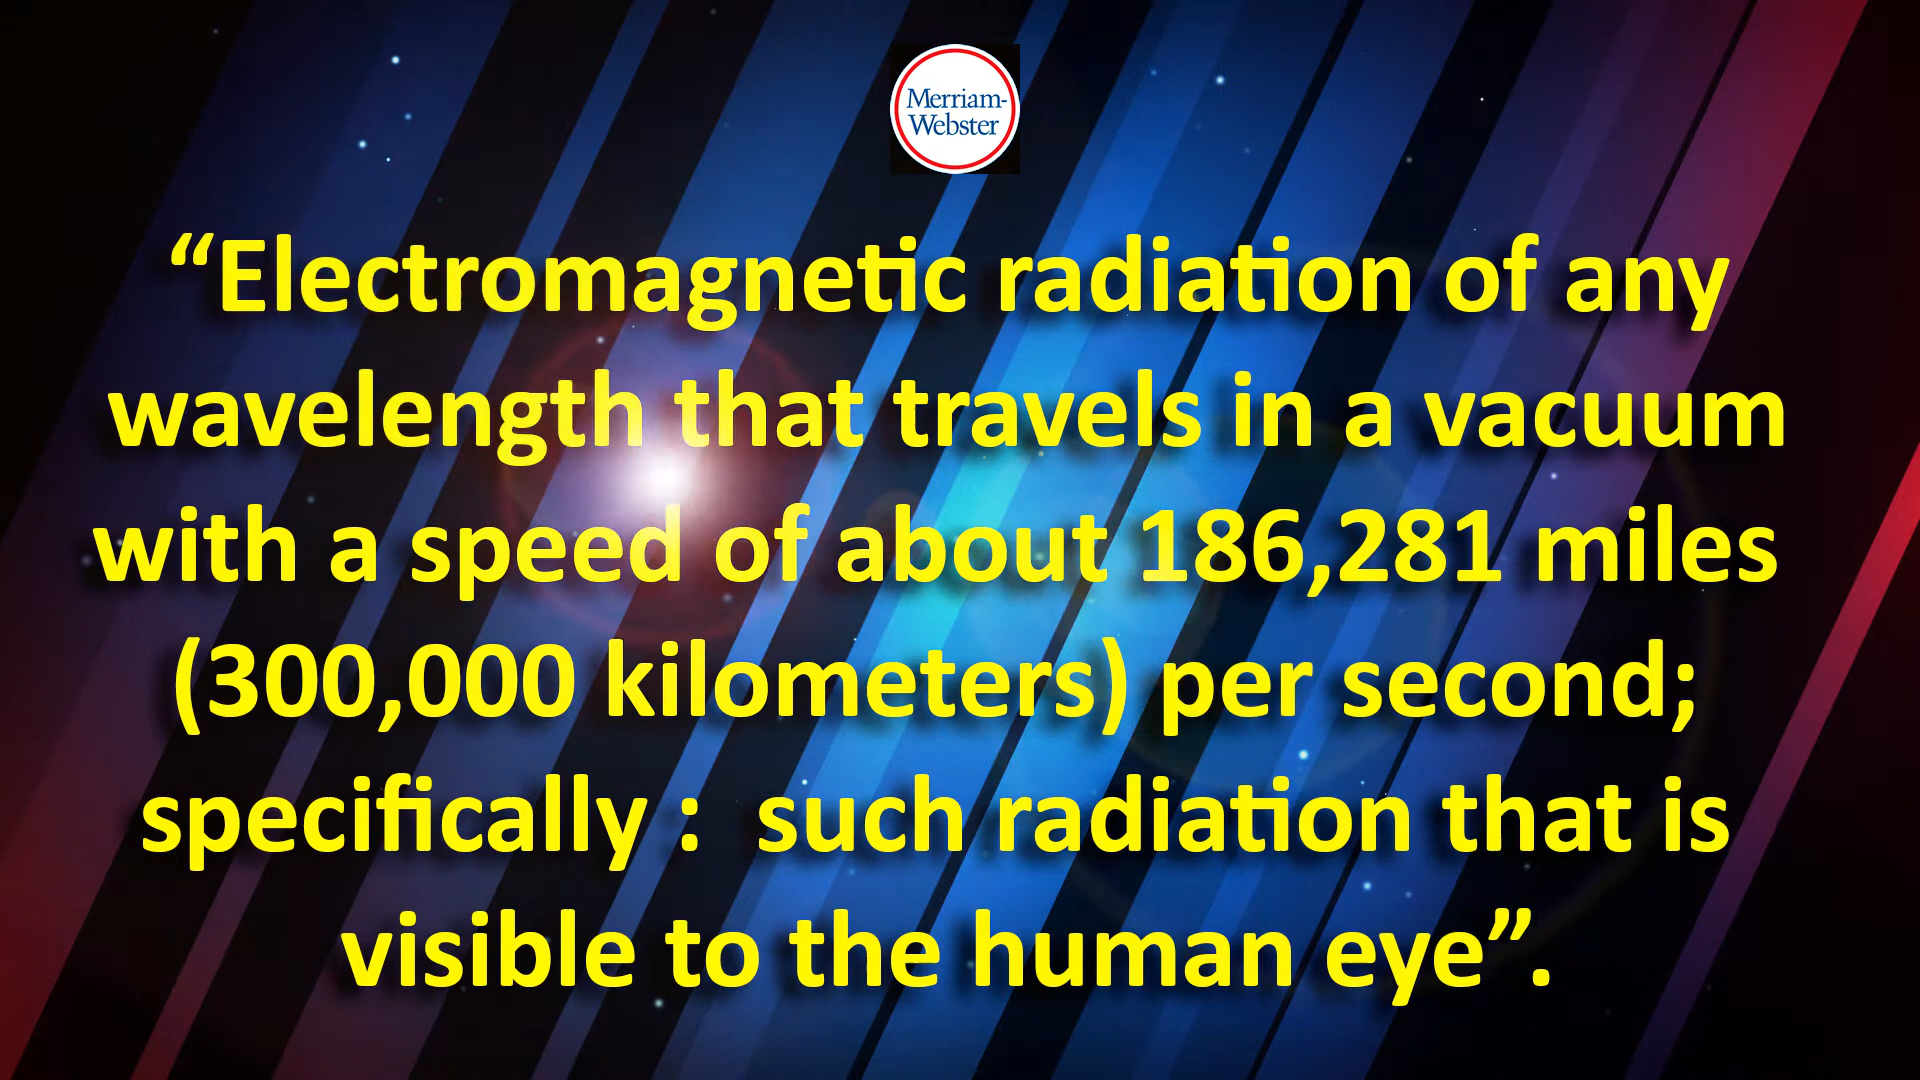 Merriam-
Webster
“Electromagnetic radiation of any
wavelength that travels in a vacuum
with a speed of about 186,281 miles
(300,000 kilometers) per second;
specifically :  such radiation that is
visible to the human eye”.